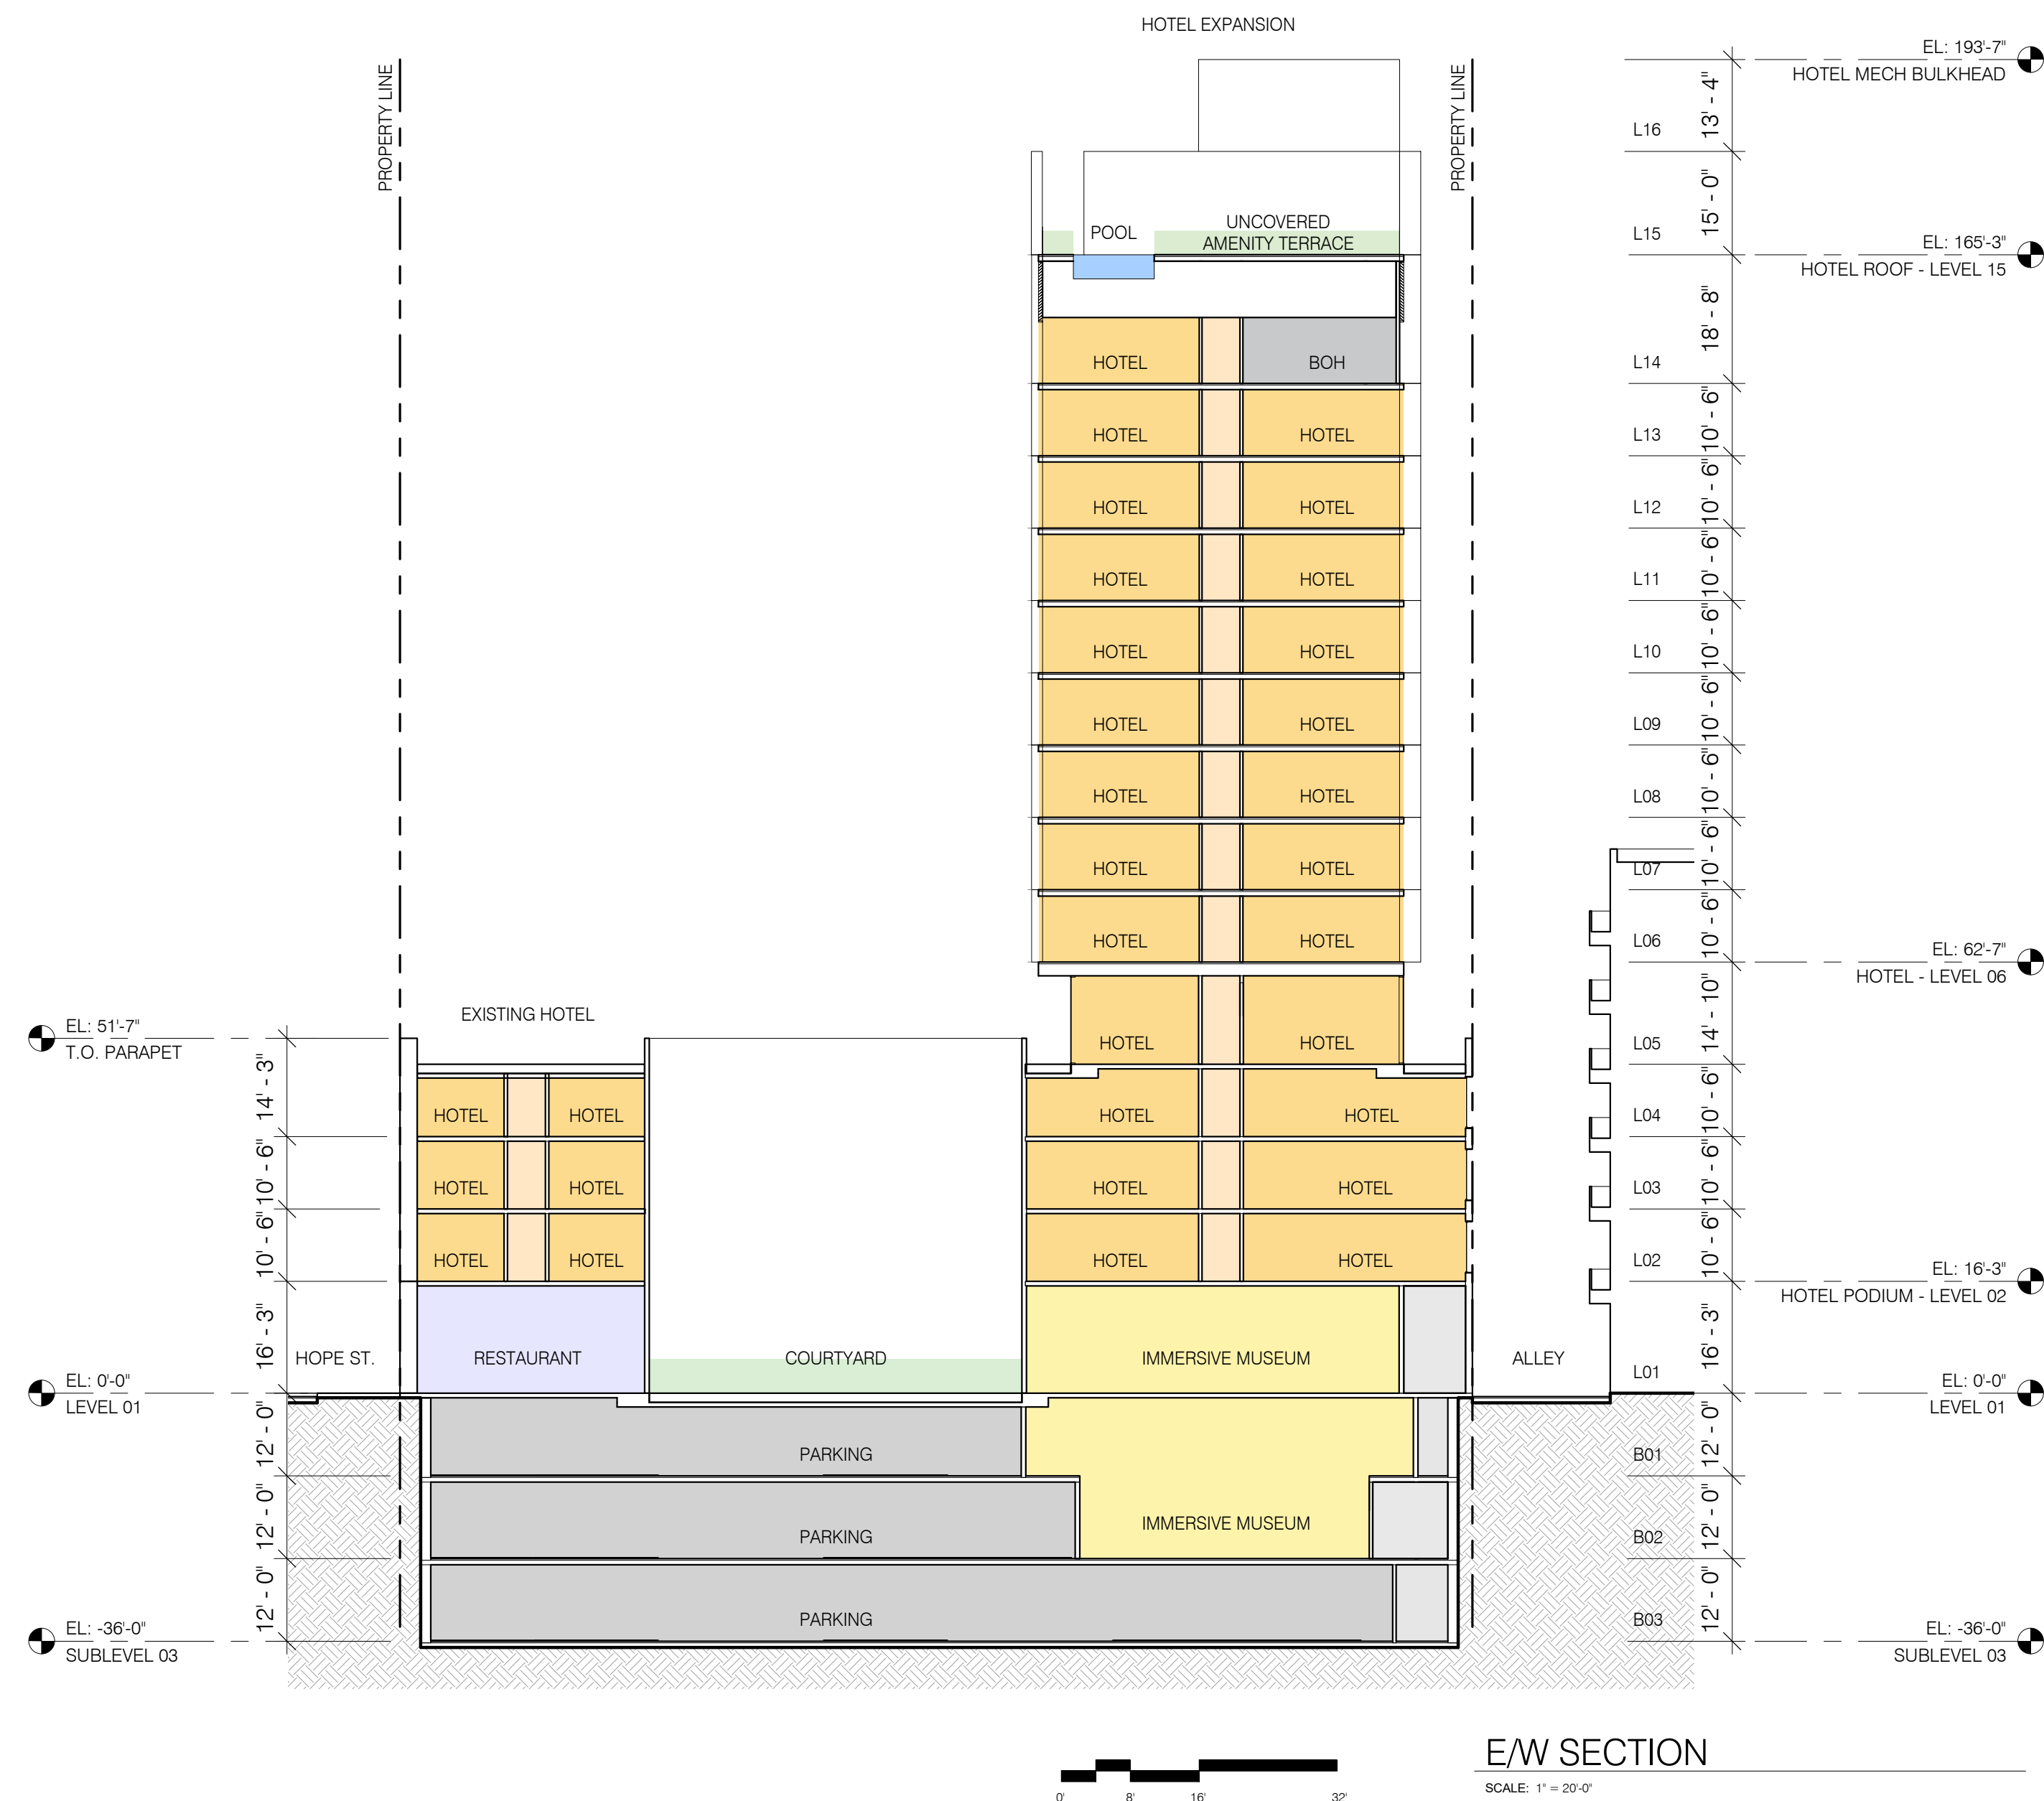 HOTEL EXPANSION
EL: 193'-7"
HOTEL MECH BULKHEAD
PROPERTY LINE
PROPERTY LINE
13' - 4"
L16
15' - 0"
POOL
UNCOVERED
AMENITY TERRACE
L15
EL: 165'-3"
HOTEL ROOF - LEVEL 15
18' - 8"
HOTEL
BOH
L14
10' - 6"
HOTEL
HOTEL
L13
10' - 6"
HOTEL
HOTEL
L12
10' - 6"
HOTEL
HOTEL
L11
10' - 6"
HOTEL
HOTEL
L10
10' - 6"
HOTEL
HOTEL
L09
10' - 6"
HOTEL
HOTEL
L08
10' - 6"
HOTEL
HOTEL
L07
10' - 6"
HOTEL
HOTEL
L06
EL: 62'-7"
HOTEL - LEVEL 06
14' - 10"
EXISTING HOTEL
EL: 51'-7"
T.O. PARAPET
HOTEL
HOTEL
L05
14' - 3"
HOTEL
HOTEL
HOTEL
HOTEL
L04
10' - 6"
10' - 6"
HOTEL
HOTEL
HOTEL
HOTEL
L03
10' - 6"
10' - 6"
HOTEL
HOTEL
HOTEL
HOTEL
L02
10' - 6"
EL: 16'-3"
HOTEL PODIUM - LEVEL 02
16' - 3"
HOPE ST.
RESTAURANT
COURTYARD
IMMERSIVE MUSEUM
ALLEY
L01
16' - 3"
EL: 0'-0"
LEVEL 01
EL: 0'-0"
LEVEL 01
12' - 0"
PARKING
B01
12' - 0"
12' - 0"
PARKING
IMMERSIVE MUSEUM
B02
12' - 0"
12' - 0"
PARKING
B03
12' - 0"
EL: -36'-0"
SUBLEVEL 03
EL: -36'-0"
SUBLEVEL 03
E/W SECTION
SCALE: 1" = 20'-0"
0'
8'
16'
32'